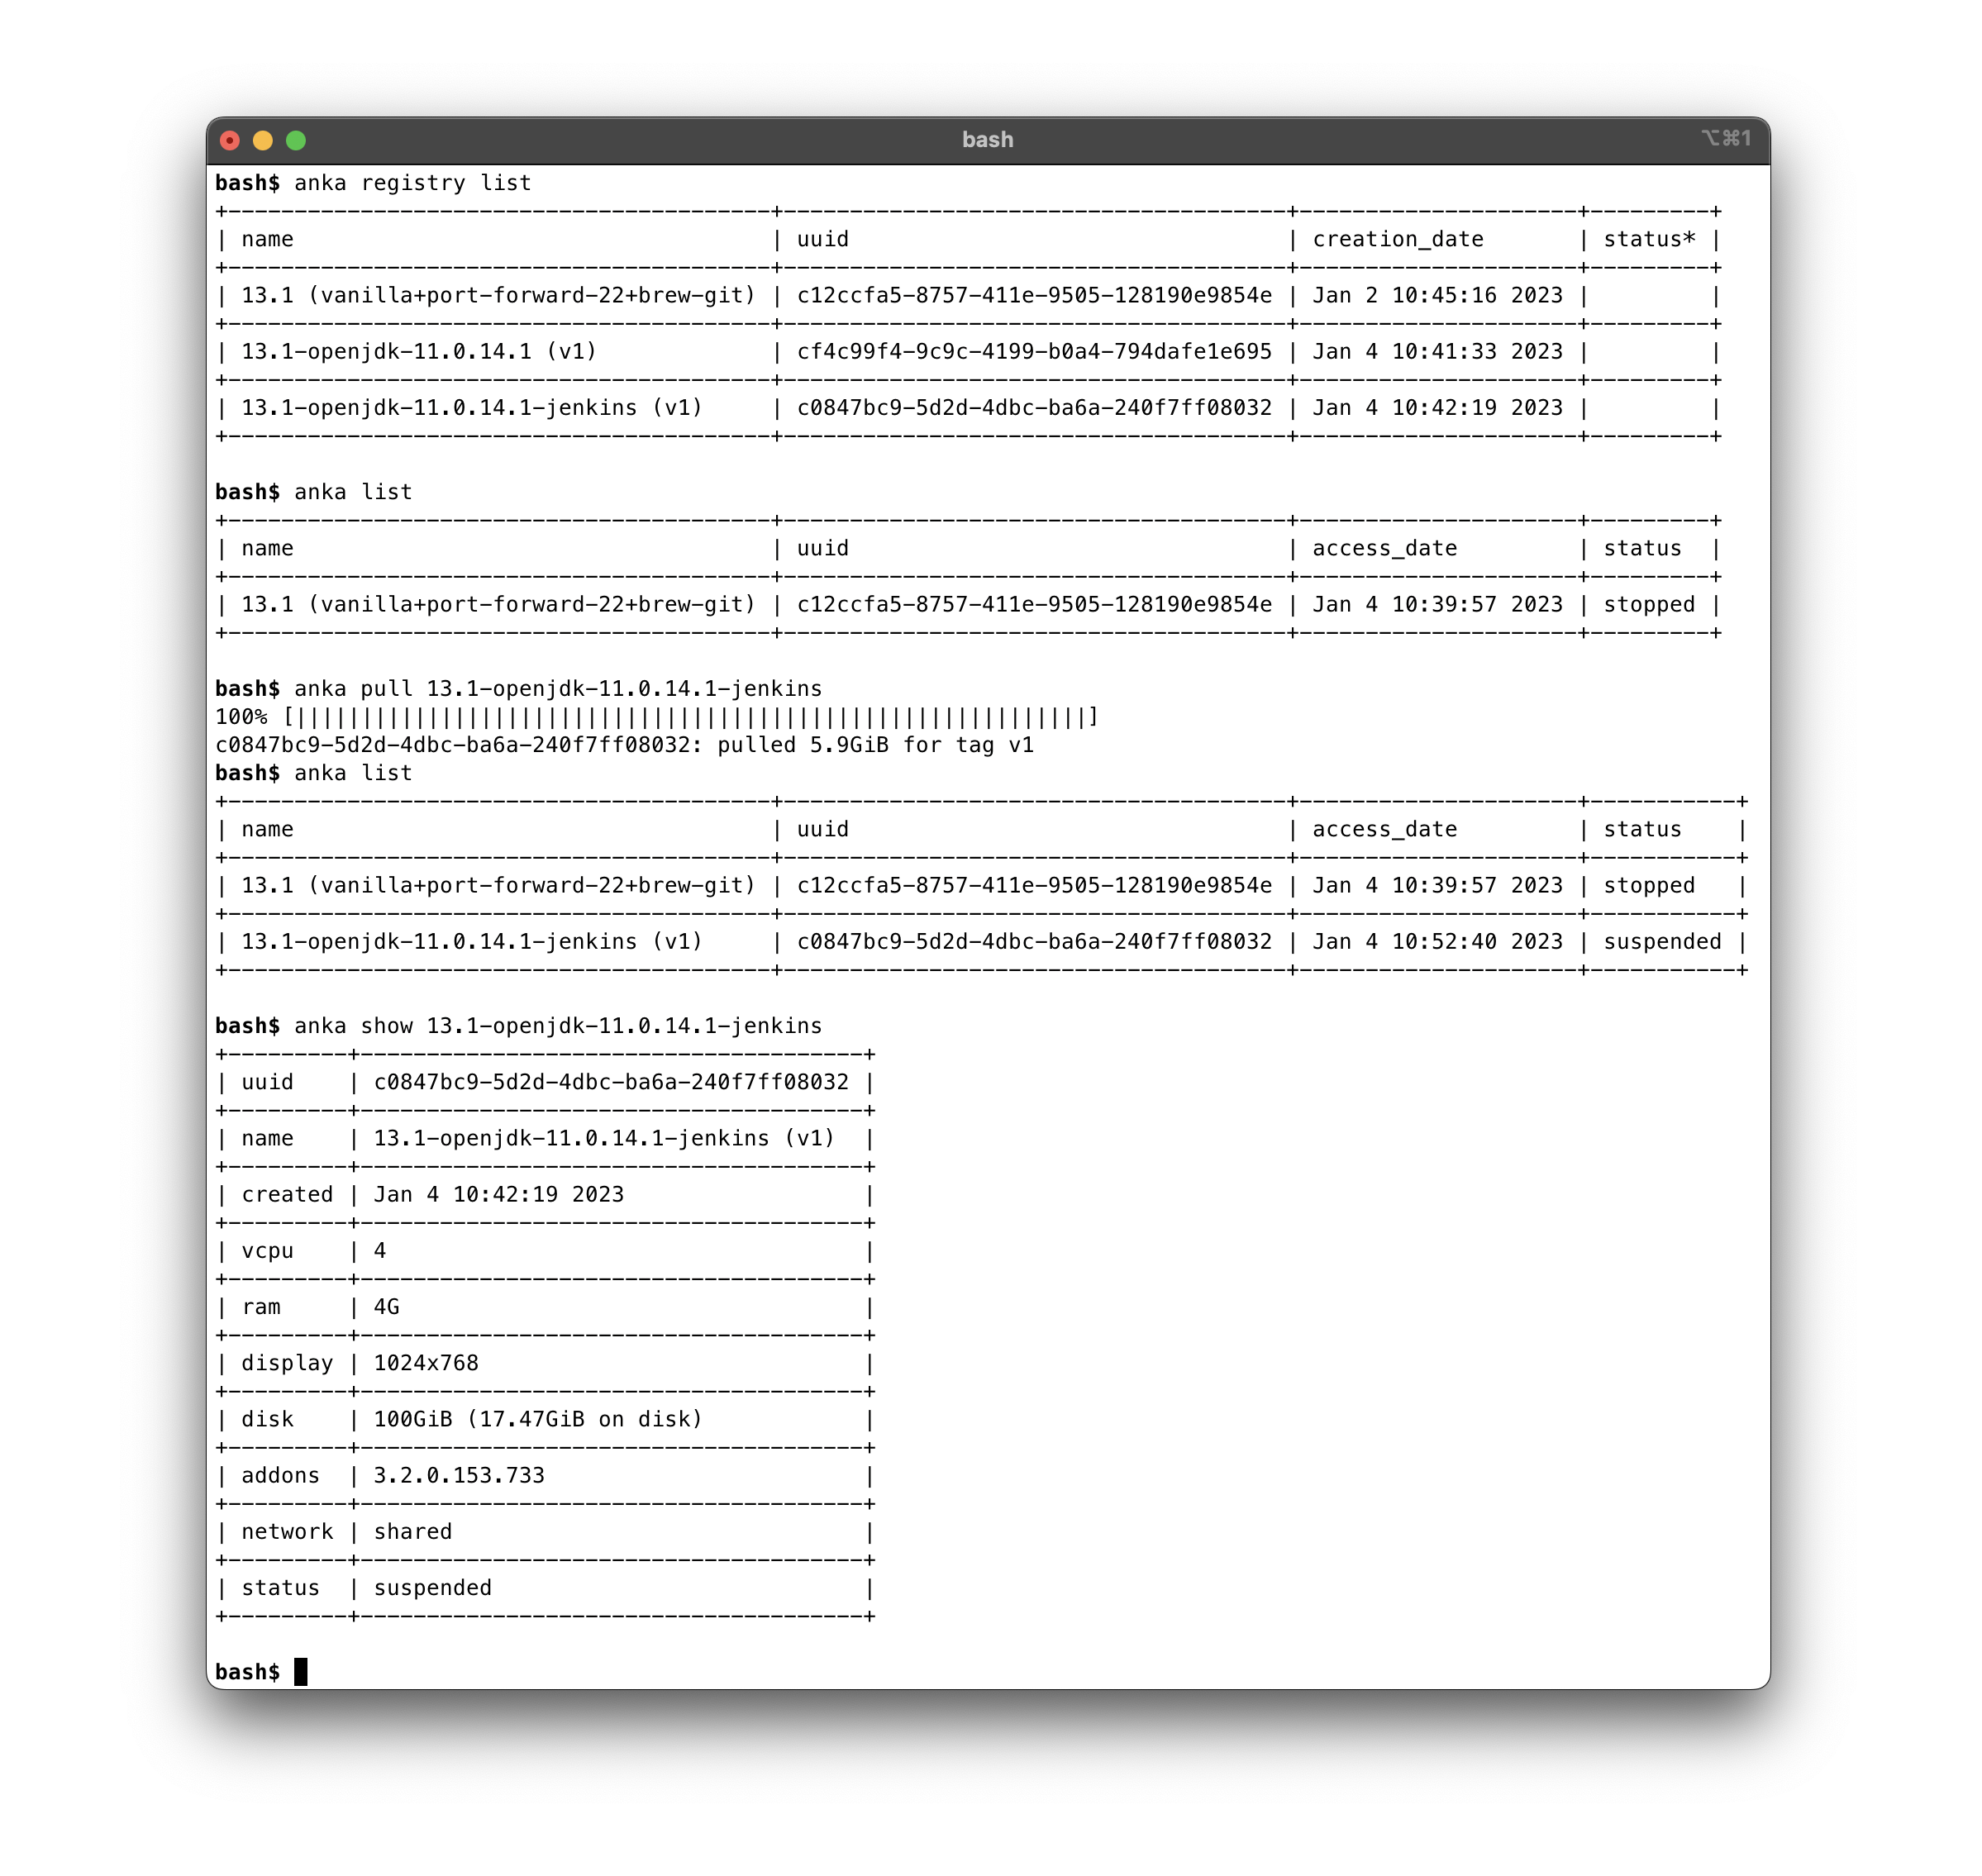 bash
⌥⌘1
bash$ anka registry list
+-----------------------------------------+--------------------------------------+---------------------+---------+
| name                                    | uuid                                 | creation_date       | status* |
+-----------------------------------------+--------------------------------------+---------------------+---------+
| 13.1 (vanilla+port-forward-22+brew-git) | c12ccfa5-8757-411e-9505-128190e9854e | Jan 2 10:45:16 2023 |         |
+-----------------------------------------+--------------------------------------+---------------------+---------+
| 13.1-openjdk-11.0.14.1 (v1)             | cf4c99f4-9c9c-4199-b0a4-794dafe1e695 | Jan 4 10:41:33 2023 |         |
+-----------------------------------------+--------------------------------------+---------------------+---------+
| 13.1-openjdk-11.0.14.1-jenkins (v1)     | c0847bc9-5d2d-4dbc-ba6a-240f7ff08032 | Jan 4 10:42:19 2023 |         |
+-----------------------------------------+--------------------------------------+---------------------+---------+
bash$ anka list
+-----------------------------------------+--------------------------------------+---------------------+---------+
| name                                    | uuid                                 | access_date         | status  |
+-----------------------------------------+--------------------------------------+---------------------+---------+
| 13.1 (vanilla+port-forward-22+brew-git) | c12ccfa5-8757-411e-9505-128190e9854e | Jan 4 10:39:57 2023 | stopped |
+-----------------------------------------+--------------------------------------+---------------------+---------+
bash$ anka pull 13.1-openjdk-11.0.14.1-jenkins
100% [||||||||||||||||||||||||||||||||||||||||||||||||||||||||||||]
c0847bc9-5d2d-4dbc-ba6a-240f7ff08032: pulled 5.9GiB for tag v1
bash$ anka list
+-----------------------------------------+--------------------------------------+---------------------+-----------+
| name                                    | uuid                                 | access_date         | status    |
+-----------------------------------------+--------------------------------------+---------------------+-----------+
| 13.1 (vanilla+port-forward-22+brew-git) | c12ccfa5-8757-411e-9505-128190e9854e | Jan 4 10:39:57 2023 | stopped   |
+-----------------------------------------+--------------------------------------+---------------------+-----------+
| 13.1-openjdk-11.0.14.1-jenkins (v1)     | c0847bc9-5d2d-4dbc-ba6a-240f7ff08032 | Jan 4 10:52:40 2023 | suspended |
+-----------------------------------------+--------------------------------------+---------------------+-----------+
bash$ anka show 13.1-openjdk-11.0.14.1-jenkins
+---------+--------------------------------------+
| uuid    | c0847bc9-5d2d-4dbc-ba6a-240f7ff08032 |
+---------+--------------------------------------+
| name    | 13.1-openjdk-11.0.14.1-jenkins (v1)  |
+---------+--------------------------------------+
| created | Jan 4 10:42:19 2023                  |
+---------+--------------------------------------+
| vcpu    | 4                                    |
+---------+--------------------------------------+
| ram     | 4G                                   |
+---------+--------------------------------------+
| display | 1024x768                             |
+---------+--------------------------------------+
| disk    | 100GiB (17.47GiB on disk)            |
+---------+--------------------------------------+
| addons  | 3.2.0.153.733                        |
+---------+--------------------------------------+
| network | shared                               |
+---------+--------------------------------------+
| status  | suspended                            |
+---------+--------------------------------------+
bash$